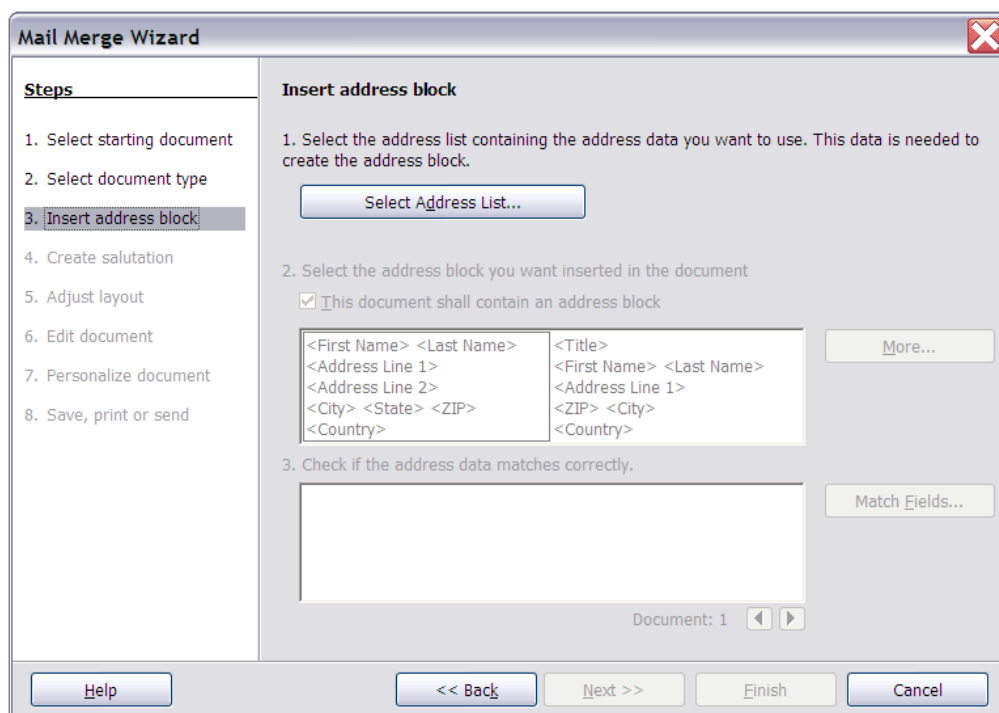 Mail Merge Wizard
Steps
1. Select starting document
2. Select document type
3. Insert address block
4. Create salutation
5. Adjust layout
6. Edit document
7. Personalize document
8. Save, print or send
Insert address block
1. Select the address list containing the address data you want to use. This data is needed to
create the address block.
Select Address List...
2. Select the address block you want inserted in the document
This document shall contain an address block
<First Name> <Last Name>
<Address Line 1>
<Address Line 2>
<City> <State> <ZIP>
<Country>
<Title>
<First Name> <Last Name>
<Address Line 1>
<ZIP> <City>
<Country>
More...
3. Check if the address data matches correctly.
Match Fields...
Document: 1
Help
<< Back
Next >>
Finish
Cancel